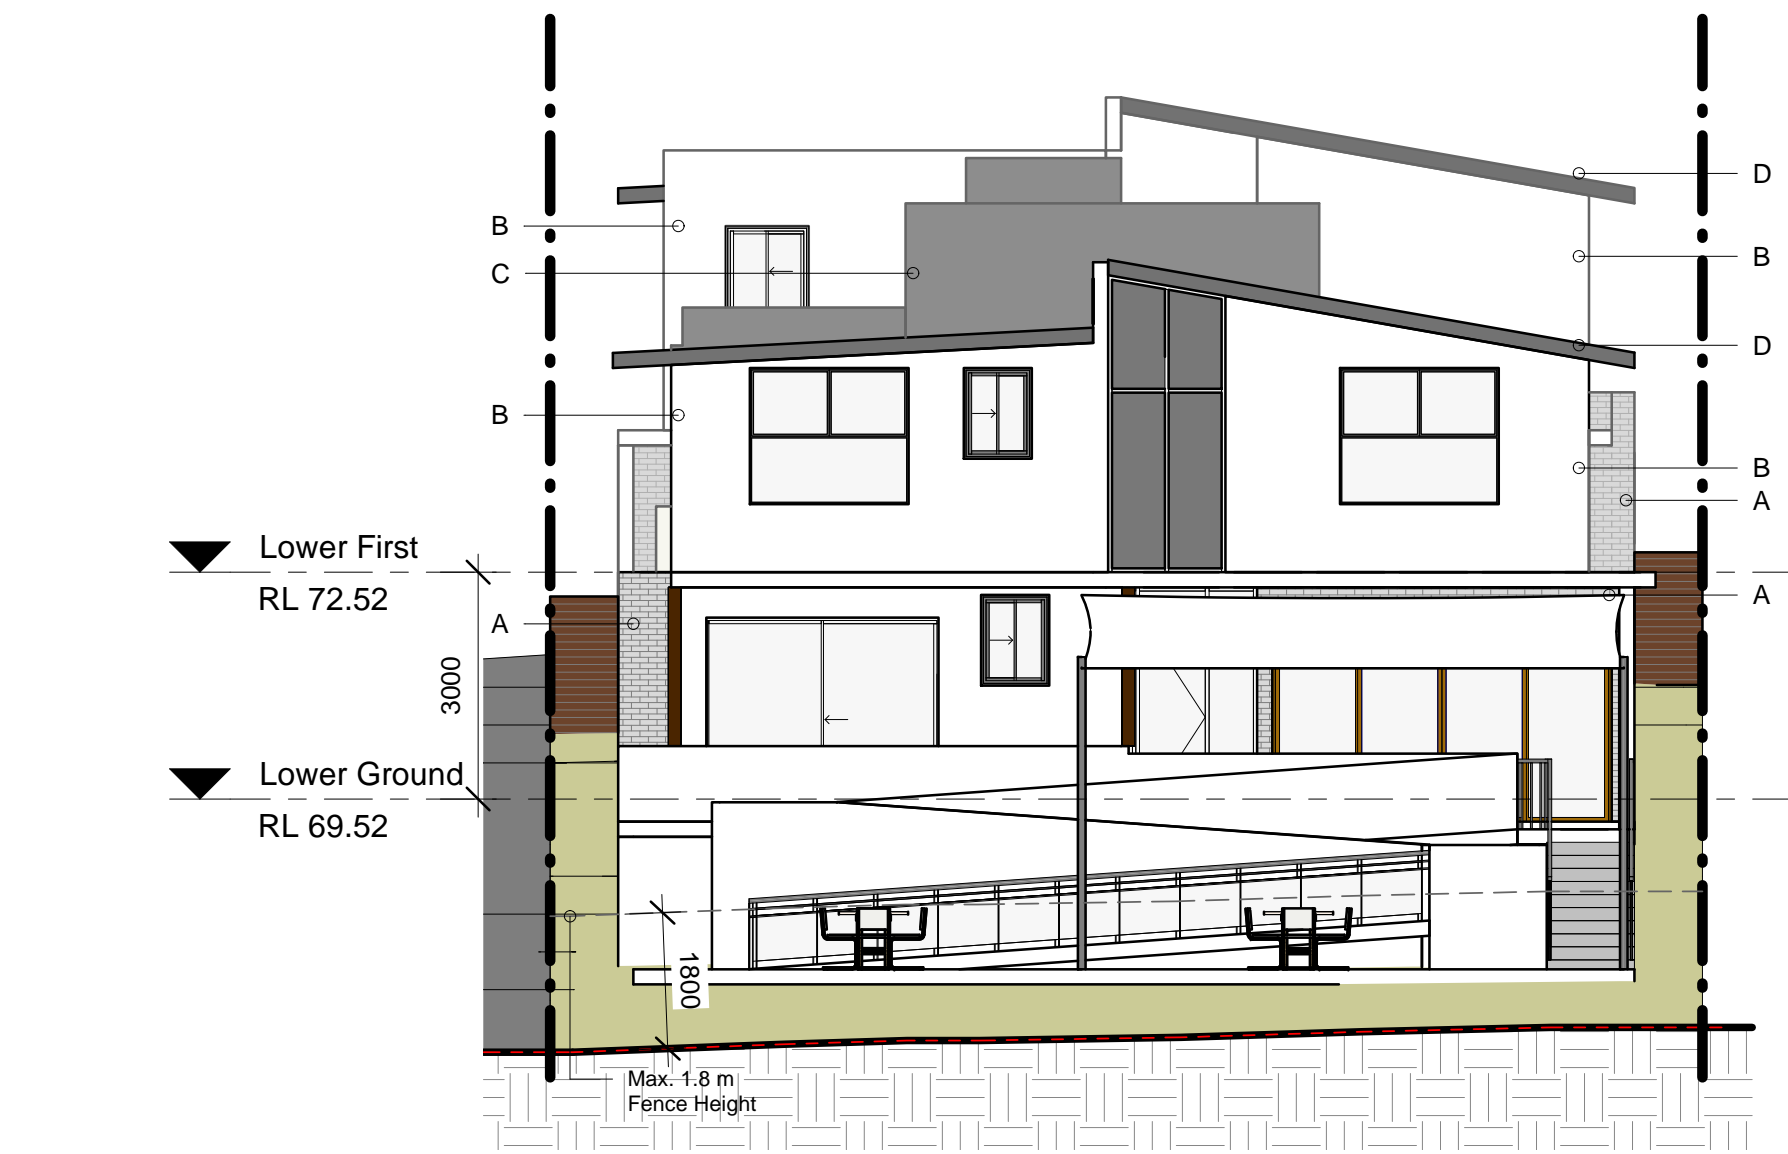 D
B
B
C
D
B
B
A
Lower First
RL 72.52
A
A
3000
Lower Ground
RL 69.52
1800
Max. 1.8 m
Fence Height